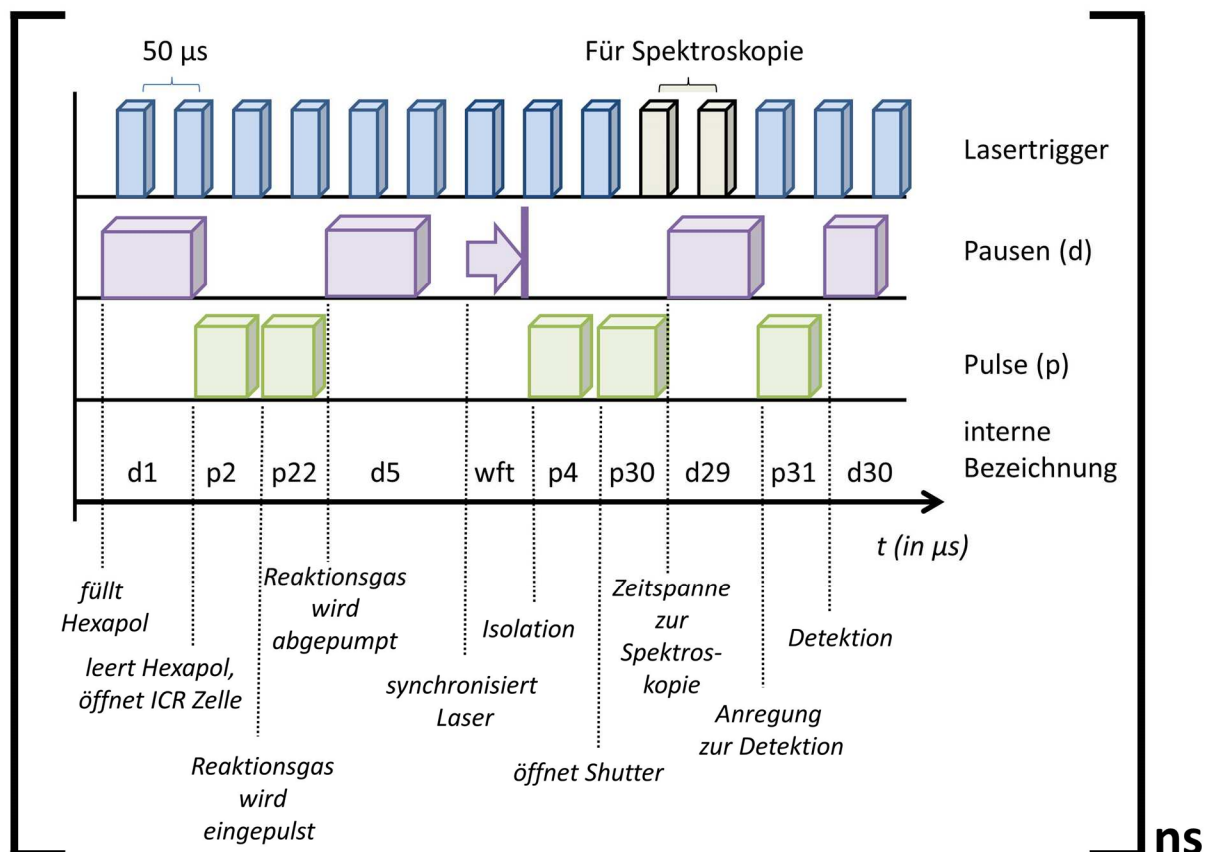 50 µs
Für Spektroskopie
Lasertrigger
Pausen (d)
Pulse (p)
interne
Bezeichnung
d1 p2 p22 d5 wft p4 p30 d29 p31 d30
t (in µs)
füllt
Hexapol
leert Hexapol,
öffnet ICR Zelle
Reaktionsgas
wird
eingepulst
Reaktionsgas
wird
abgepumpt
synchronisiert
Laser
Isolation
öffnet Shutter
Zeitspanne
zur
Spektros-
kopie
Anregung
zur Detektion
Detektion
ns